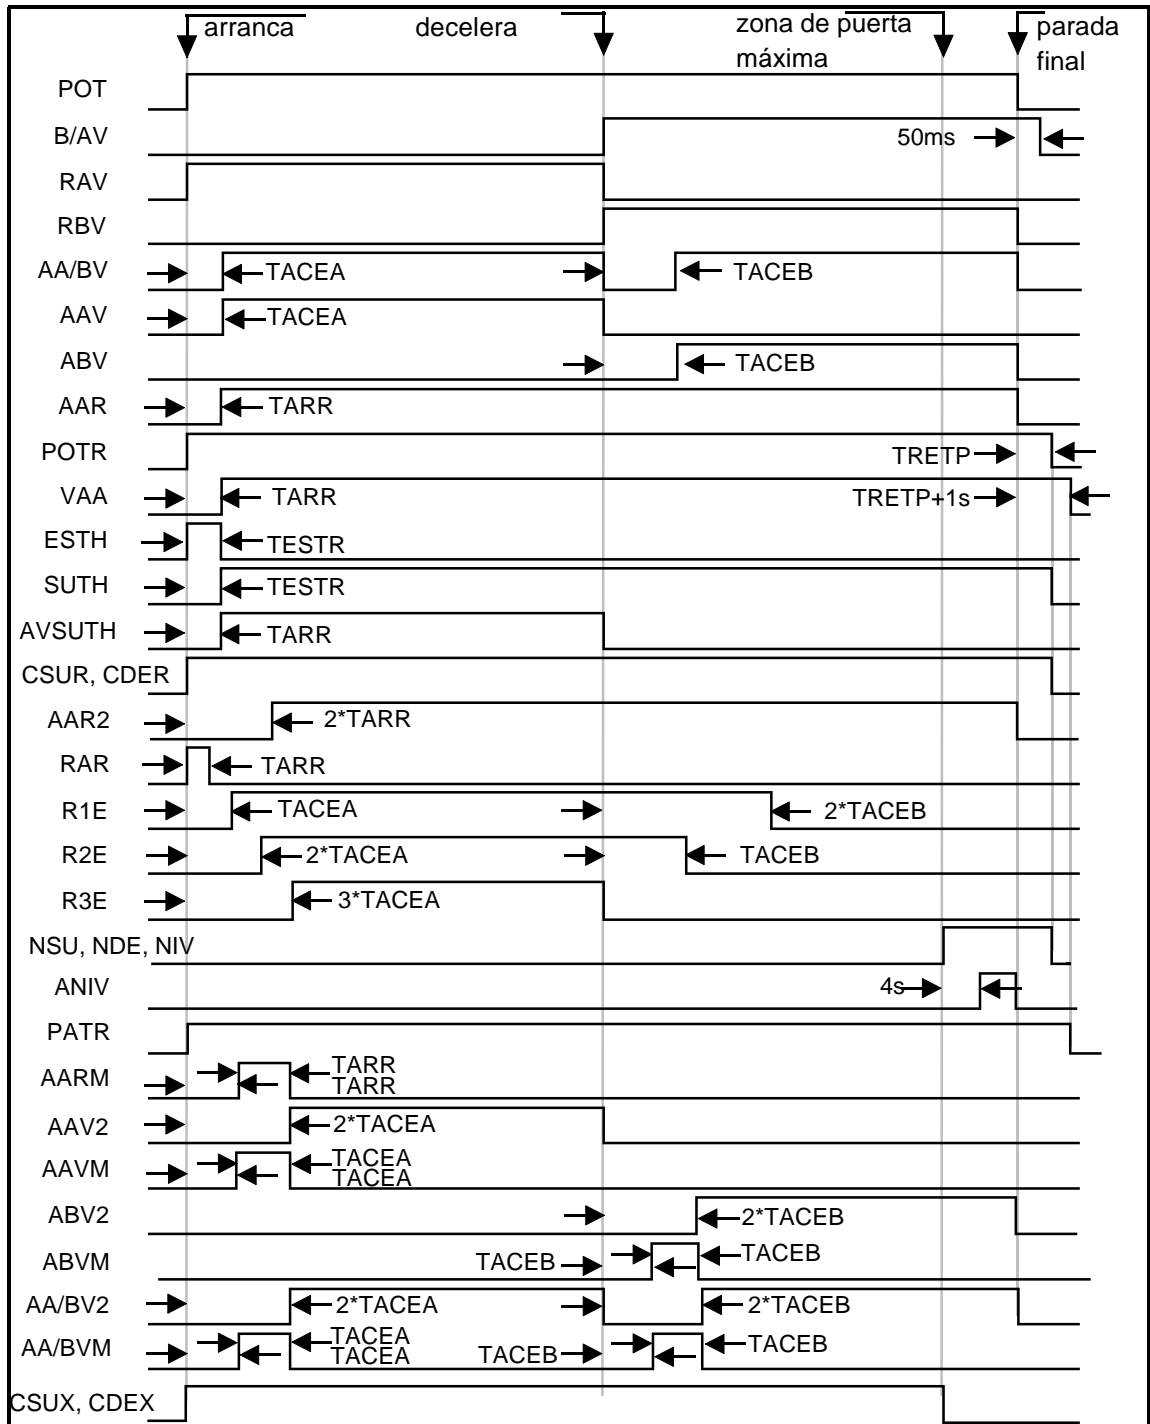 arranca decelera zona de puerta parada
máxima final
POT
B/AV 50ms
RAV
RBV
AA/BV TACEA TACEB
AAV TACEA
ABV TACEB
AAR TARR
POTR TRETP
VAA TARR TRETP+1s
ESTH TESTR
SUTH TESTR
AVSUTH TARR
CSUR, CDER
AAR2 2*TARR
RAR TARR
R1E TACEA 2*TACEB
R2E 2*TACEA TACEB
R3E 3*TACEA
NSU, NDE, NIV
ANIV 4s
PATR
TARR
AARM TARR
AAV2 2*TACEA
TACEA
AAVM TACEA
ABV2 2*TACEB
ABVM TACEB TACEB
AA/BV2 2*TACEA 2*TACEB
TACEA TACEB
AA/BVM TACEA TACEB
CSUX, CDEX